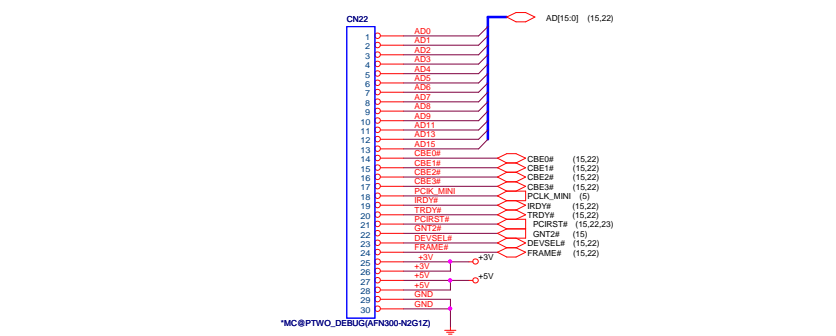 CN22
AD[15:0] (15,22)
1 AD0
2 AD1
3 AD2
4 AD3
5 AD4
6 AD5
7 AD6
8 AD7
9 AD8
10 AD9
11 AD11
12 AD13
13 AD15
14 CBE0# CBE0# (15,22)
15 CBE1# CBE1# (15,22)
16 CBE2# CBE2# (15,22)
17 CBE3# CBE3# (15,22)
18 PClK_MINI PCLK_MINI (5)
19 IRDY# IRDY# (15,22)
20 TRDY# TRDY# (15,22)
21 PCIRST# PCIRST# (15,22,23)
22 GNT2# GNT2# (15)
23 DEVSEL# DEVSEL# (15,22)
24 FRAME# FRAME# (15,22)
25 +3V +3V
26 +3V
27 +5V +5V
28 +5V
29 GND
30 GND
*MC@PTWO_DEBUG(AFN300-N2G1Z)